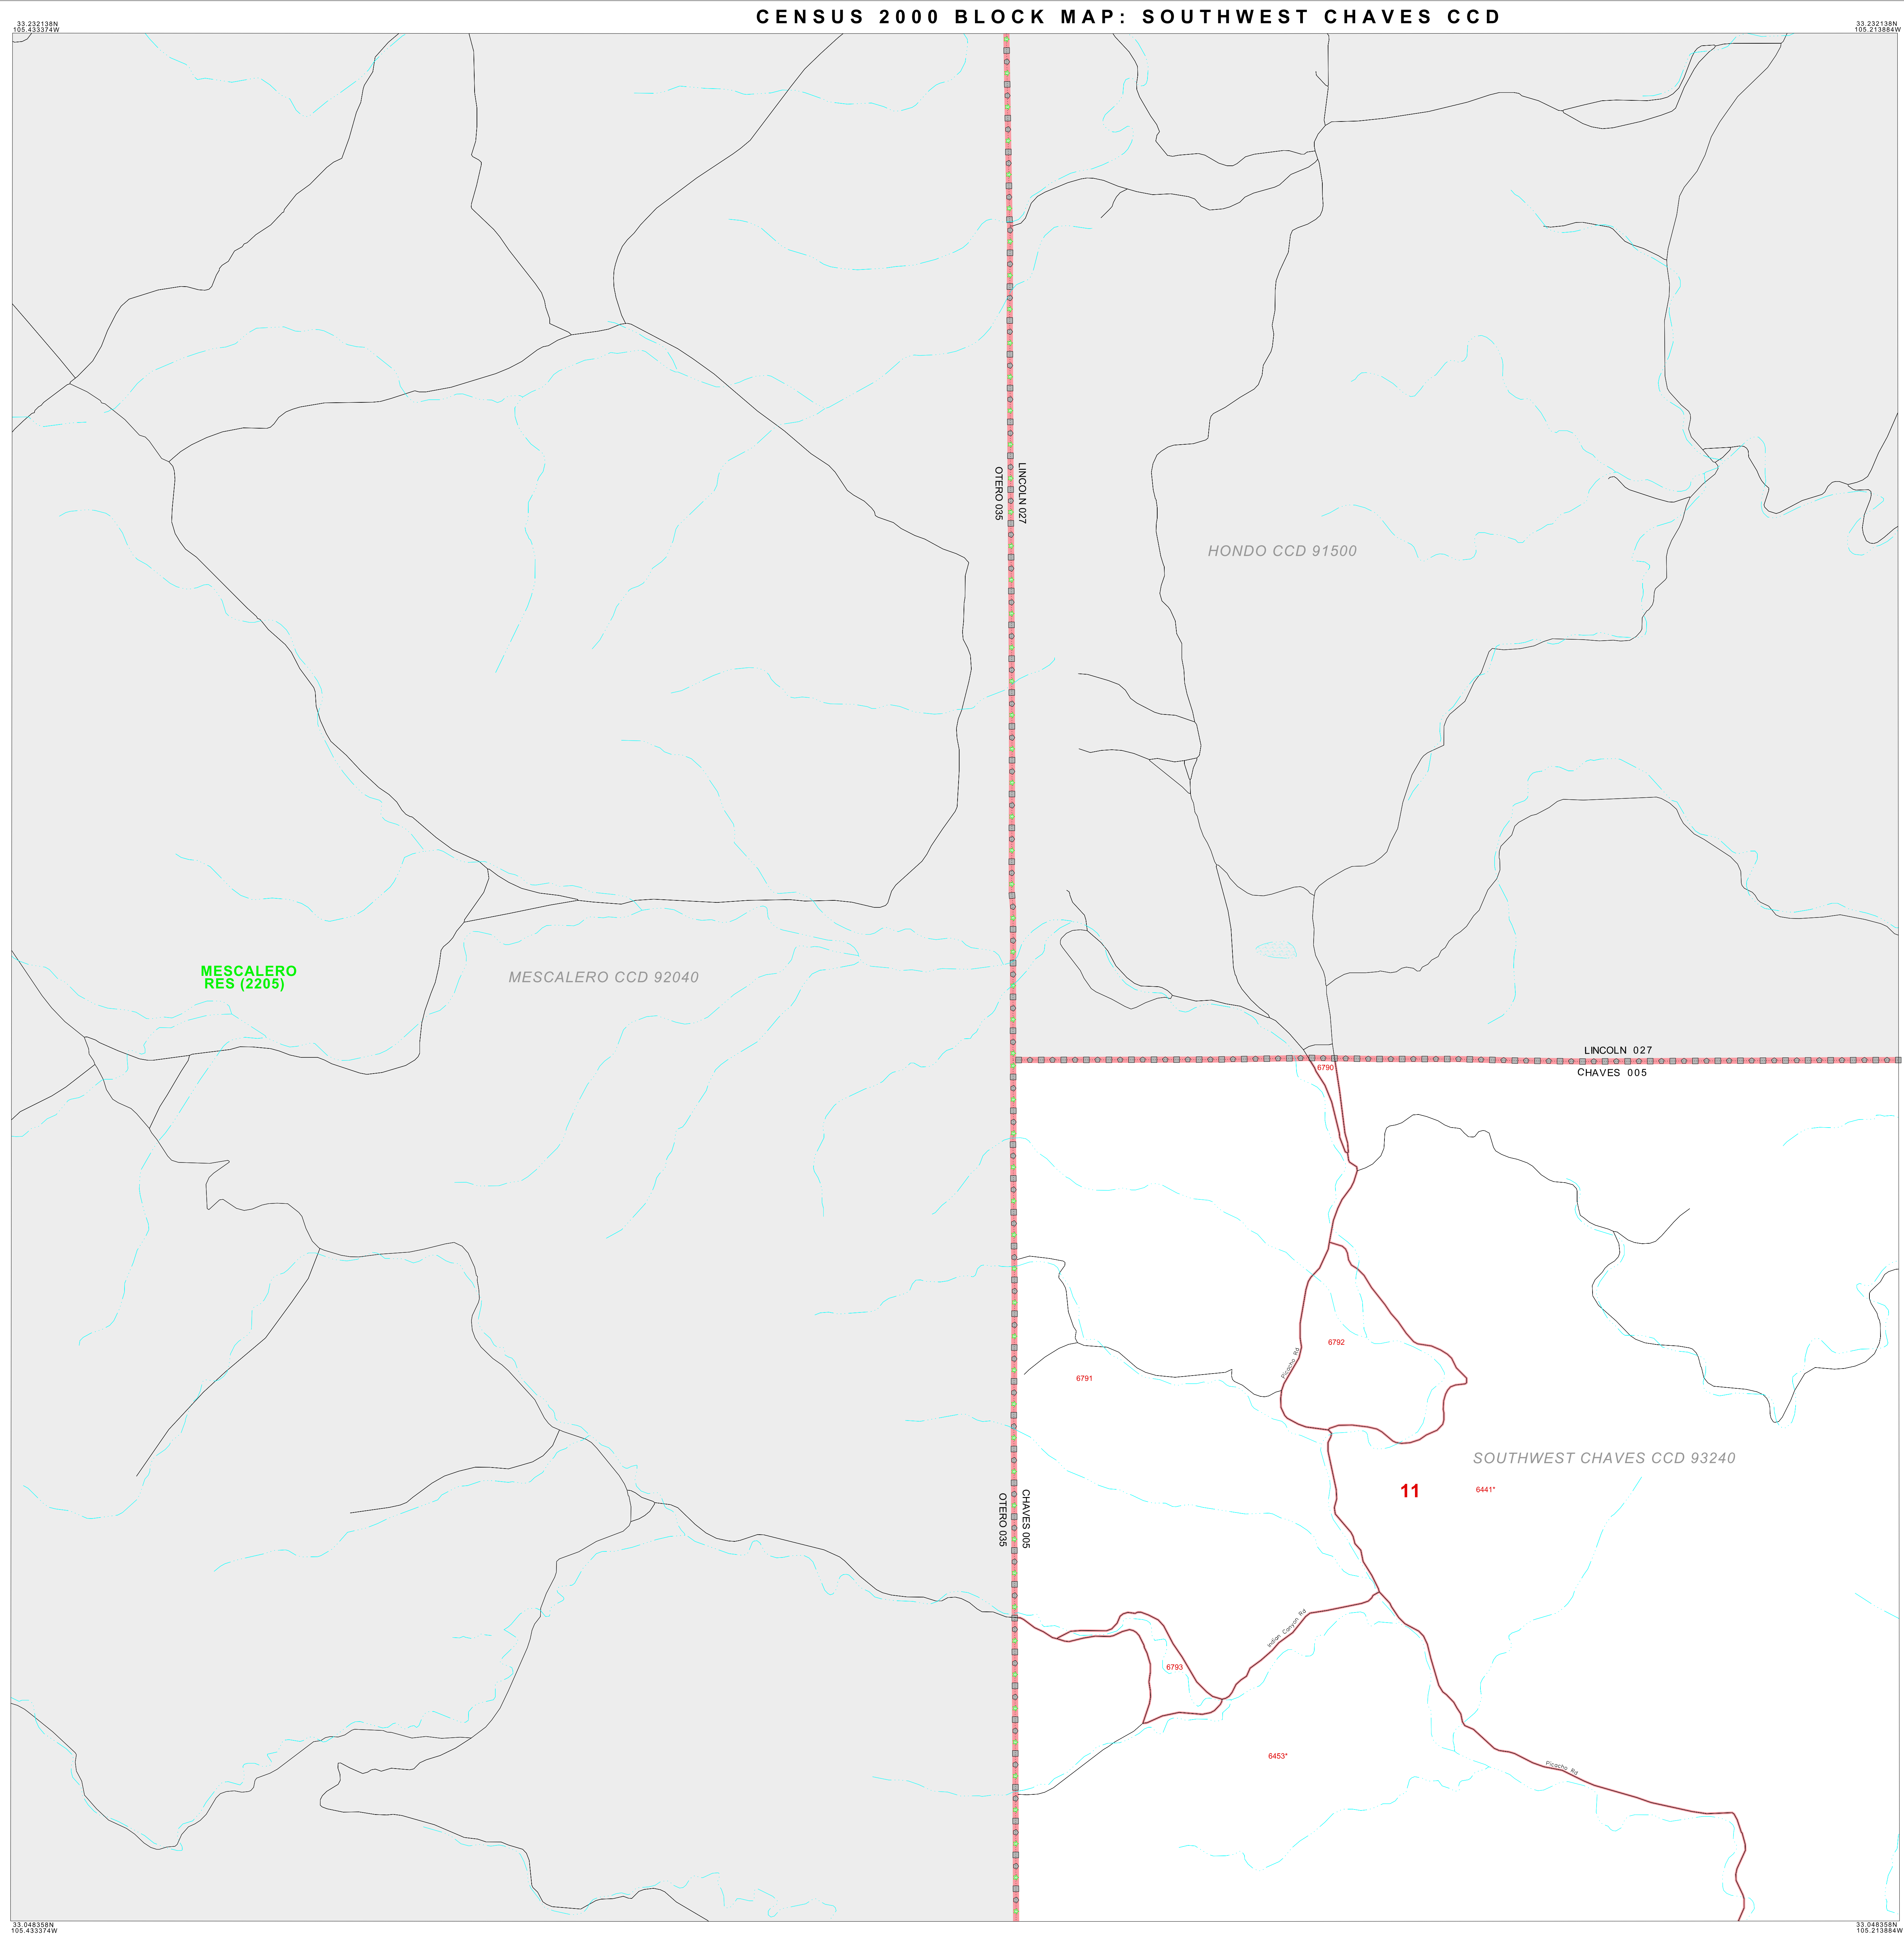 CENSUS 2000 BLOCK MAP: SOUTHWEST CHAVES CCD
33.232138N
105.433374W
33.232138N
105.213884W
LINCOLN 027
OTERO 035
HONDO CCD 91500
MESCALERO
RES (2205)
MESCALERO CCD 92040
LINCOLN 027
CHAVES 005
6790
6792
Picacho Rd
6791
SOUTHWEST CHAVES CCD 93240
11
6441*
CHAVES 005
OTERO 035
Indian Canyon Rd
6793
6453*
Picacho Rd
33.048358N
105.433374W
33.048358N
105.213884W